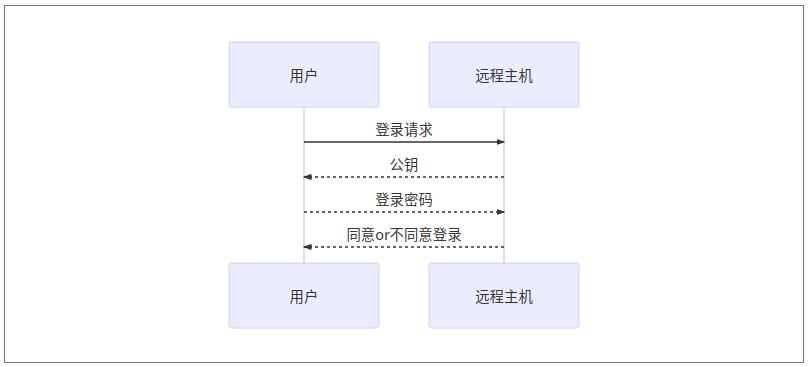 用户
远程主机
登录请求
公钥
登录密码
同意or不同意登录
用户
远程主机